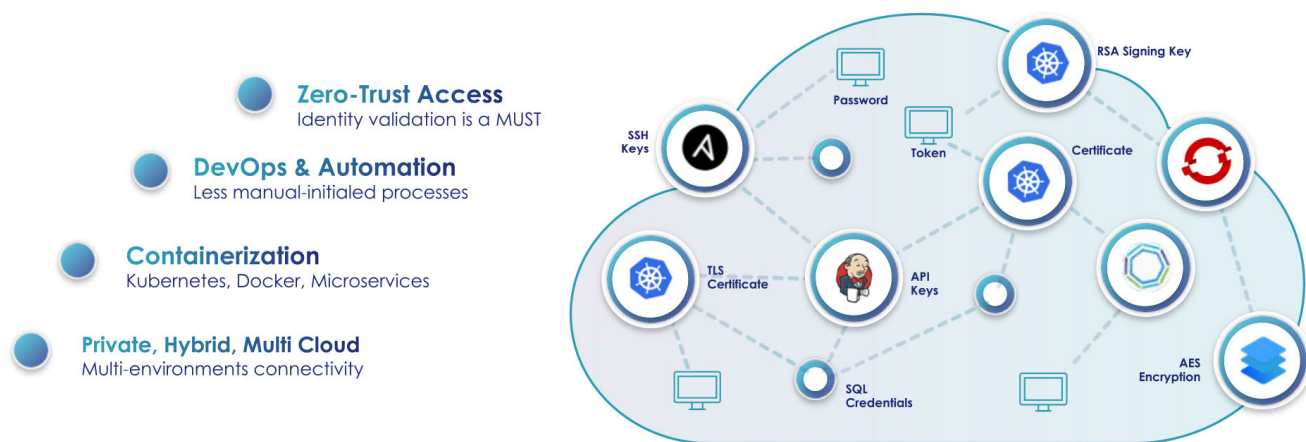 Zero-Trust Access
Identity validation is a MUST
DevOps & Automation
Less manual-initialed processes
Containerization
Kubernetes, Docker, Microservices
Private, Hybrid, Multi Cloud
Multi-environments connectivity
RSA Signing Key
Password
SSH
Keys
Token
Certificate
TLS
Certificate
API
Keys
SQL
Credentials
AES
Encryption